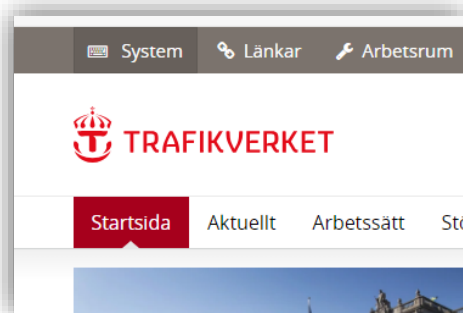 System Länkar Arbetsrum
TRAFIKVERKET
Startsida Aktuellt Arbetssätt